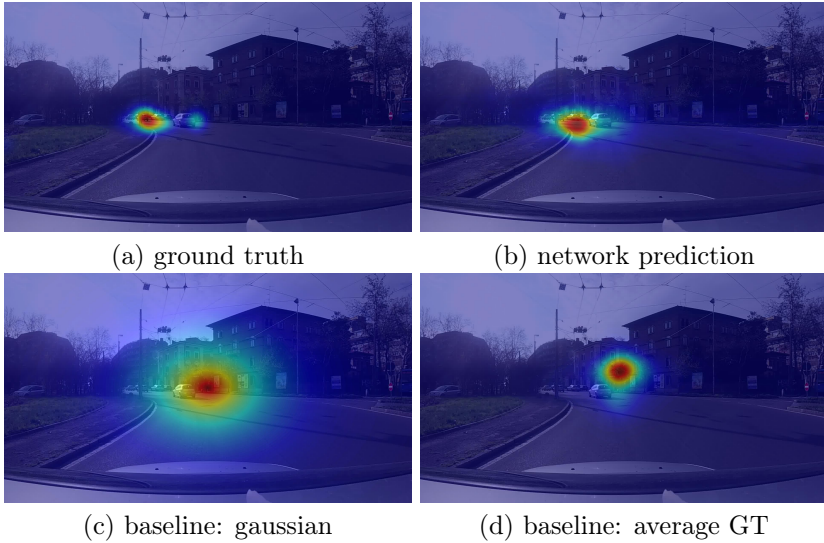 (a) ground truth
(b) network prediction
(c) baseline: gaussian
(d) baseline: average GT